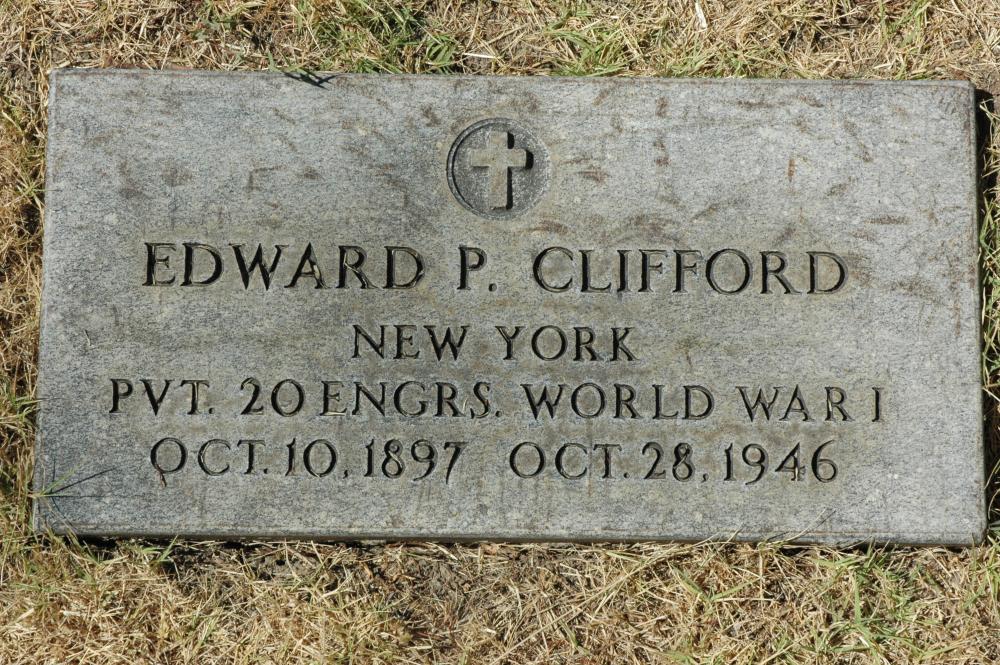 EDWARD P. CLIFFORD
NEW YORK
PVT. 20 ENGRS. WORLD WAR I
OCT. 10, 1897 OCT. 28, 1946